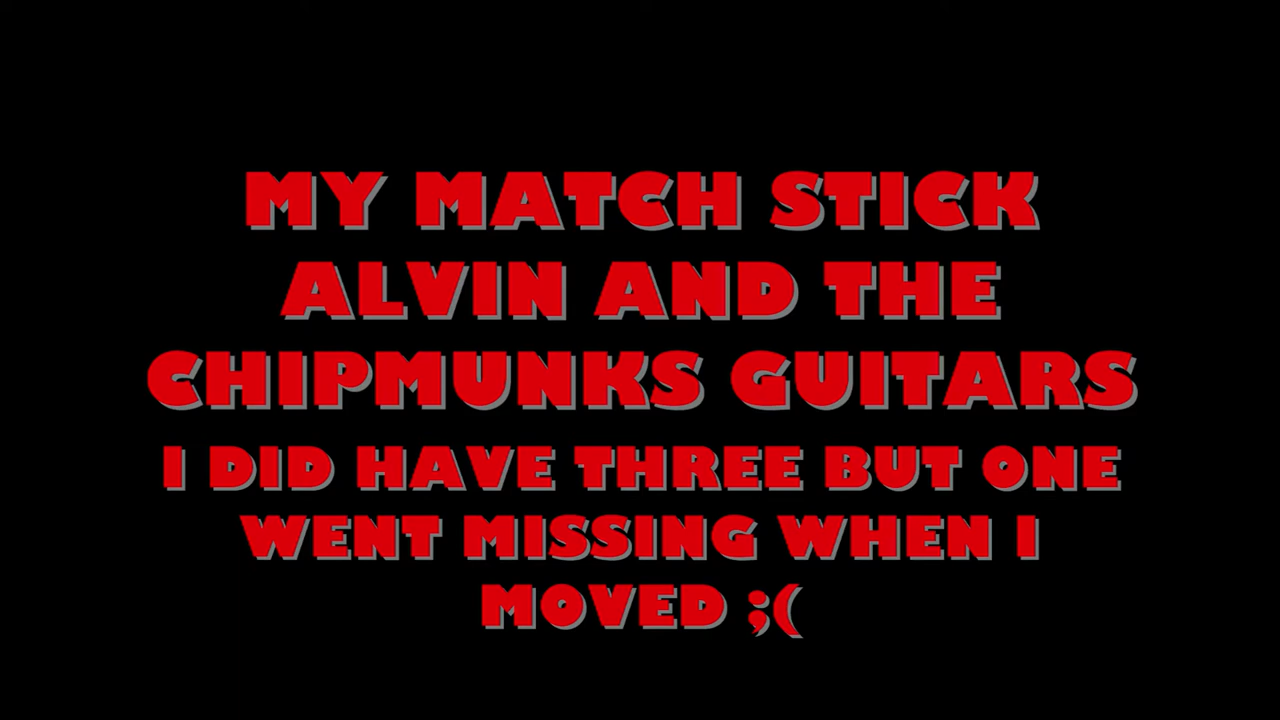 MY MATCH STICK
ALVIN AND THE
CHIPMUNKS GUITARS
I DID HAVE THREE BUT ONE
WENT MISSING WHEN I
MOVED ;(